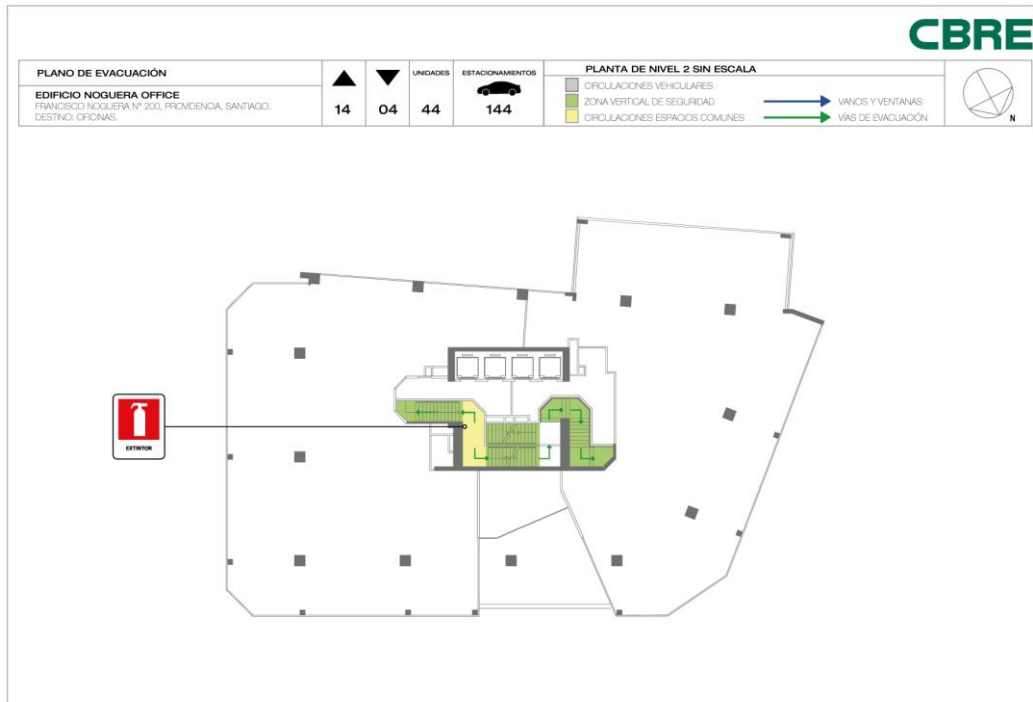 CBRE
PLANO DE EVACUACIÓN
EDIFICIO NOGUERA OFFICE
FRANCISCO NOGUERA Nº 200, PROVIDENCIA, SANTIAGO.
DESTINO: OFICINAS.
14
04
UNIDADES
44
ESTACIONAMIENTOS
144
PLANTA DE NIVEL 2 SIN ESCALA
CIRCULACIONES VEHICULARES
ZONA VERTICAL DE SEGURIDAD
CIRCULACIONES ESPACIOS COMUNES
VANOS Y VENTANAS
VÍAS DE EVACUACIÓN
N
EXTINTOR